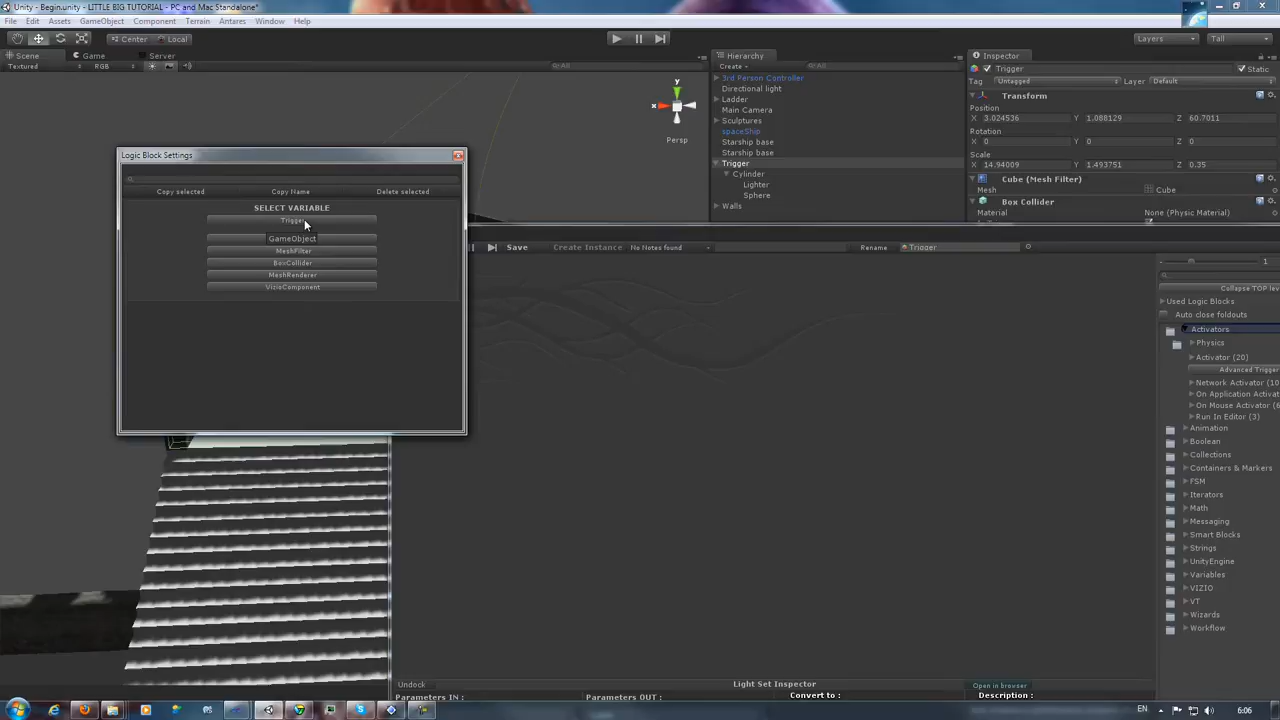 Unity - Begin.unity - LITTLE BIG TUTORIAL - PC and Mac Standalone*
File Edit Assets GameObject Component Terrain Antares Window Help
Center Local Layers Tall
Scene Game Server
Textured RGB All
Hierarchy
Create All
3rd Person Controller
Directional light
Ladder
Main Camera
Sculptures
spaceShip
Starship base
Starship base
Trigger
Cylinder
Lighter
Sphere
Walls
Inspector
Trigger Static
Tag Untagged Layer Default
Transform
Position
X 3.024536 Y 1.088129 Z 60.7011
Rotation
X 0 Y 0 Z 0
Scale
X 14.94009 Y 1.493751 Z 0.35
Cube (Mesh Filter)
Mesh Cube
Box Collider
Material None (Physic Material)
y
x
Persp
Logic Block Settings
Copy selected Copy Name Delete selected
SELECT VARIABLE
Trigger
GameObject
MeshFilter
BoxCollider
MeshRenderer
VizioComponent
Save Create Instance No Notes found Rename Trigger
1
Collapse TOP leve
Used Logic Blocks
Auto close foldouts
Activators
Physics
Activator (20)
Advanced Trigger
Network Activator (10
On Application Activat
On Mouse Activator (6
Run In Editor (3)
Animation
Boolean
Collections
Containers & Markers
FSM
Iterators
Math
Messaging
Smart Blocks
Strings
UnityEngine
Variables
VIZIO
VT
Wizards
Workflow
Undock Light Set Inspector Open in browser
Parameters IN : Parameters OUT : Convert to : Description :
EN 6:06